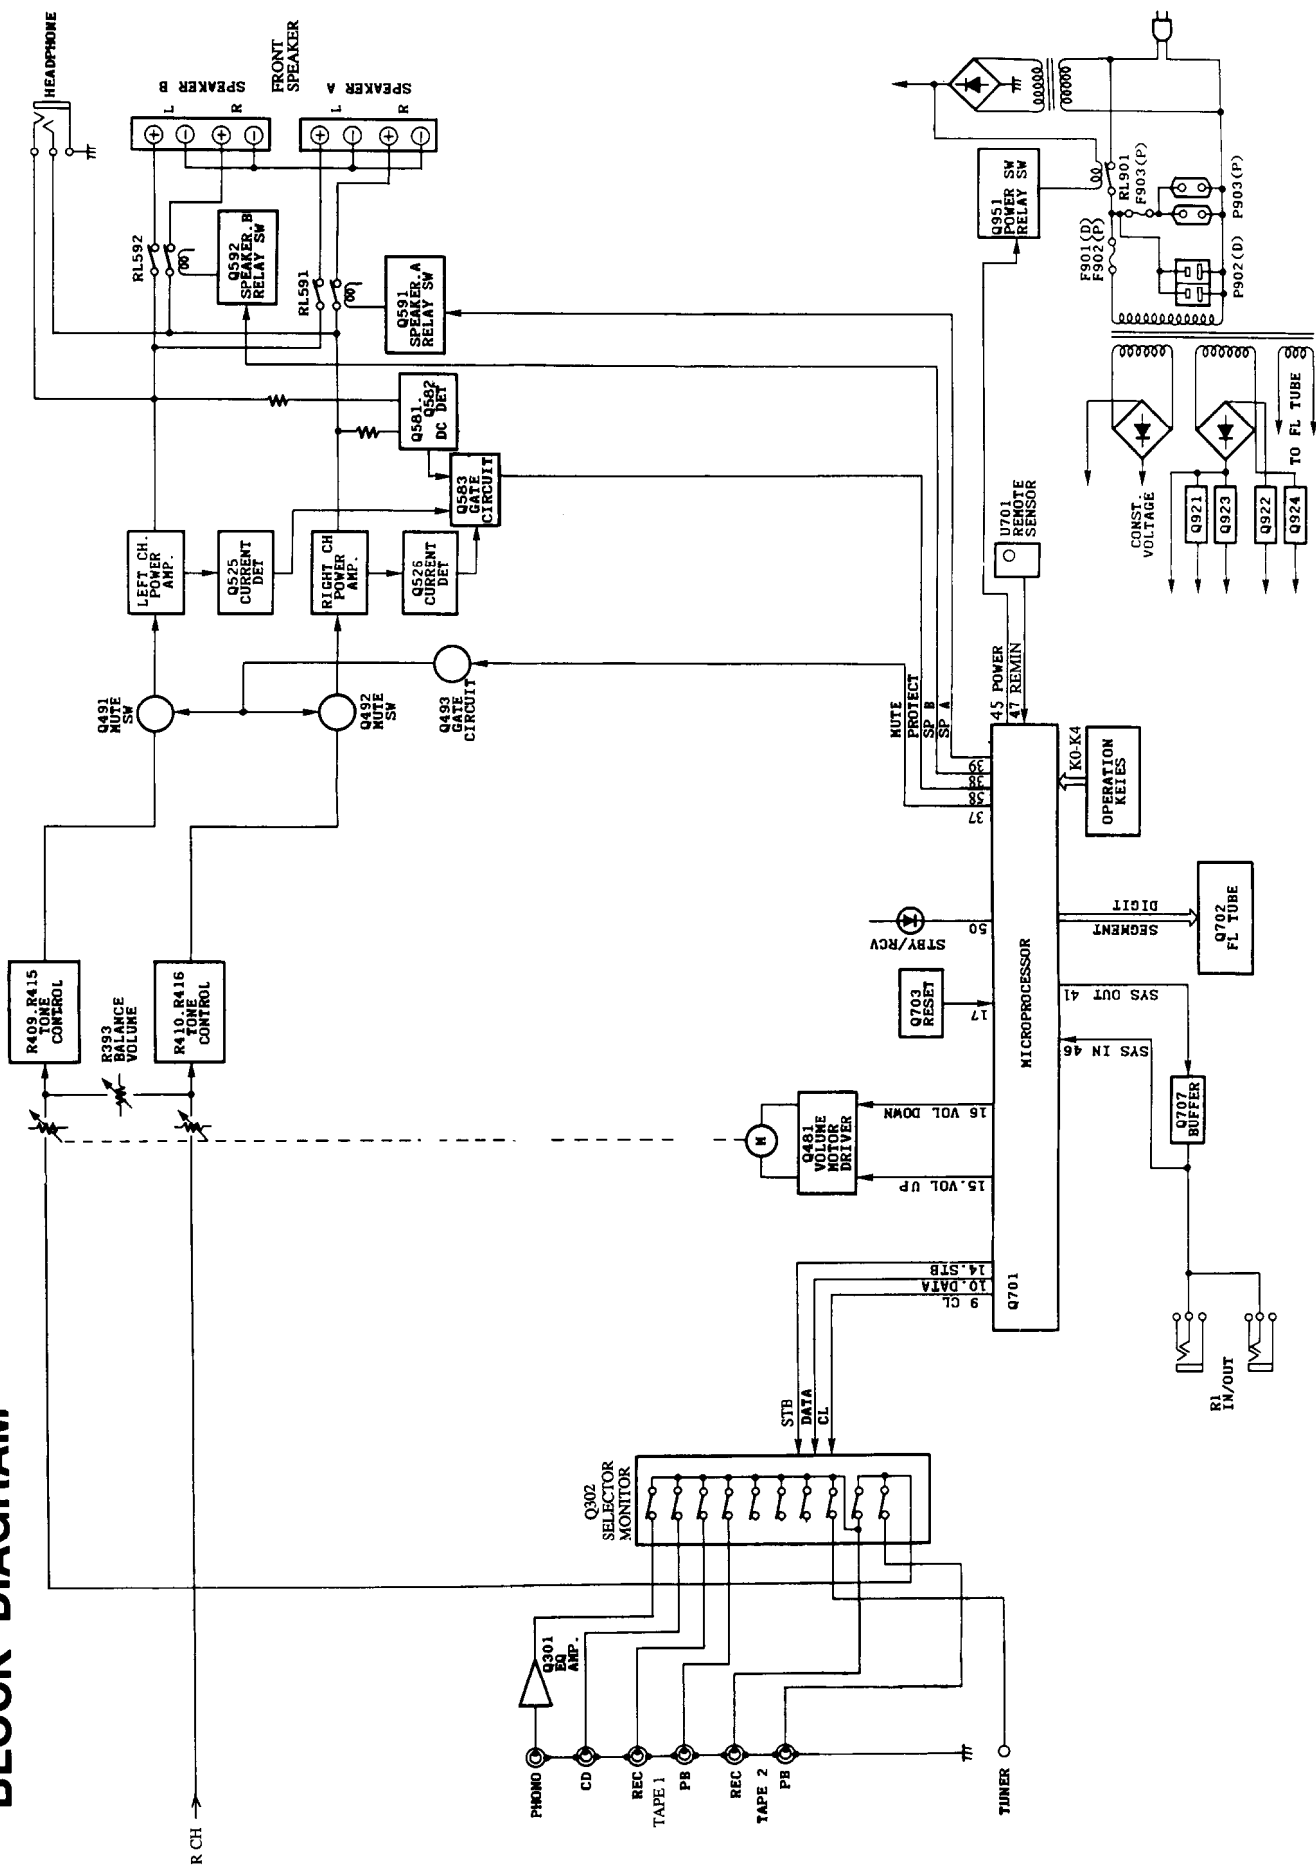 BLOCK DIAGRAM
HEADPHONE
SPEAKER B
L
R
FRONT
SPEAKER
SPEAKER A
L
R
RL592
Q592
SPEAKER.B
RELAY SW
RL591
Q591
SPEAKER.A
RELAY SW
Q581.
Q582
DC DET
Q583
GATE
CIRCUIT
LEFT CH.
POWER
AMP.
Q525
CURRENT
DET
RIGHT CH
POWER
AMP.
Q526
CURRENT
DET
Q491
MUTE
SW
Q492
MUTE
SW
Q493
GATE
CIRCUIT
R409.R415
TONE
CONTROL
R393
BALANCE
VOLUME
R410.R416
TONE
CONTROL
R CH
MUTE
PROTECT
SP B
SP A
37
58
38
39
45 POWER
47 REMIN
U701
REMOTE
SENSOR
Q951
POWER SW
RELAY SW
RL901
F903(P)
F901(D)
F902(P)
P903(P)
P902(D)
CONST.
VOLTAGE
Q921
Q923
Q922
Q924
TO FL TUBE
K0-K4
OPERATION
KEIES
STBY/RCV
50
Q703
RESET
17
M
Q481
VOLUME
MOTOR
DRIVER
16 VOL DOWN
15.VOL UP
MICROPROCESSOR
Q701
14.STB
10.DATA
9 CL
SEGMENT
DIGIT
Q702
FL TUBE
41 SYS OUT
SYS IN 46
Q707
BUFFER
R1
IN/OUT
STB
DATA
CL
Q302
SELECTOR
MONITOR
Q301
EQ
AMP.
PHONO
CD
REC
TAPE 1
PB
REC
TAPE 2
PB
TUNER